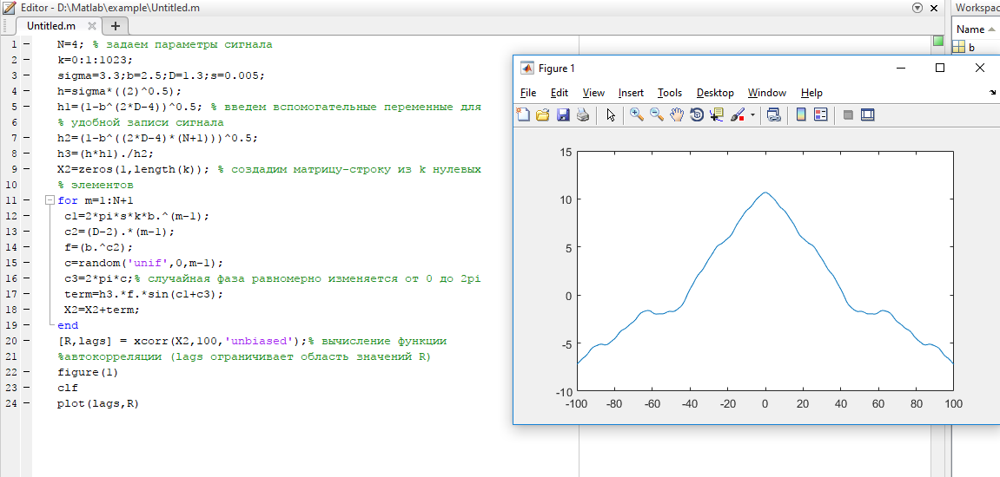 Editor - D:\Matlab\example\Untitled.m
Workspac
Untitled.m
Name
b
1 N=4; % задаем параметры сигнала
2 k=0:1:1023;
3 sigma=3.3;b=2.5;D=1.3;s=0.005;
4 h=sigma*((2)^0.5);
5 h1=(1-b^(2*D-4))^0.5; % введем вспомогательные переменные для
6 % удобной записи сигнала
7 h2=(1-b^((2*D-4)*(N+1)))^0.5;
8 h3=(h*h1)./h2;
9 X2=zeros(1,length(k)); % создадим матрицу-строку из k нулевых
10 % элементов
11 for m=1:N+1
12 c1=2*pi*s*k*b.^(m-1);
13 c2=(D-2).*(m-1);
14 f=(b.^c2);
15 c=random('unif',0,m-1);
16 c3=2*pi*c;% случайная фаза равномерно изменяется от 0 до 2pi
17 term=h3.*f.*sin(c1+c3);
18 X2=X2+term;
19 end
20 [R,lags] = xcorr(X2,100,'unbiased');% вычисление функции
21 %автокорреляции (lags ограничивает область значений R)
22 figure(1)
23 clf
24 plot(lags,R)
Figure 1
File Edit View Insert Tools Desktop Window Help
15
10
5
0
-5
-10
-100 -80 -60 -40 -20 0 20 40 60 80 100